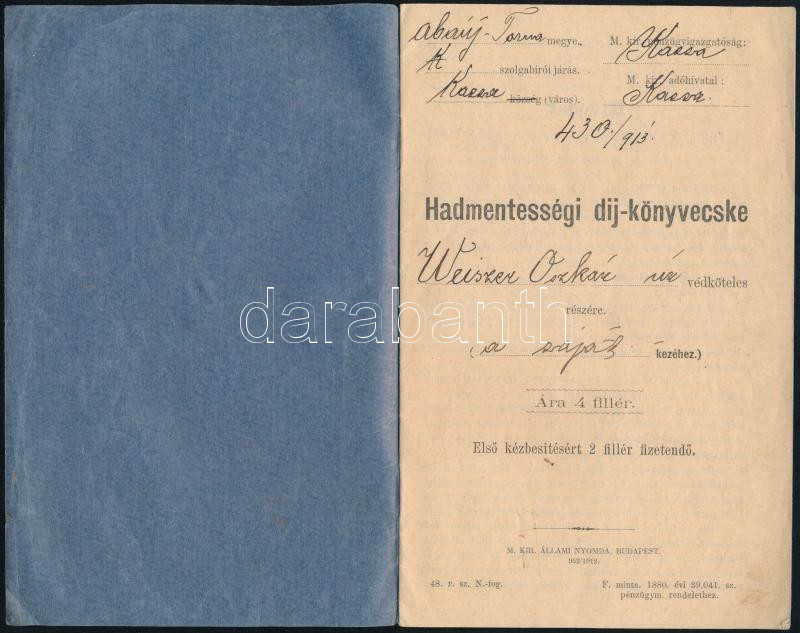 Abaúj-Torna megye.
M. kir. pénzügyigazgatóság:
Kassa
K szolgabirói járás.
M. kir. adóhivatal:
Kassa község (város).
Kassa.
430/913.
Hadmentességi dij-könyvecske
Weiszer Oszkár úr védköteles
részére.
darabanth
(a saját kezéhez.)
Ára 4 fillér.
Első kézbesitésért 2 fillér fizetendő.
M. KIR. ÁLLAMI NYOMDA, BUDAPEST.
952/1912.
48. r. sz. N.-fog.
F. minta. 1880. évi 39,041. sz.
pénzügym. rendelethez.